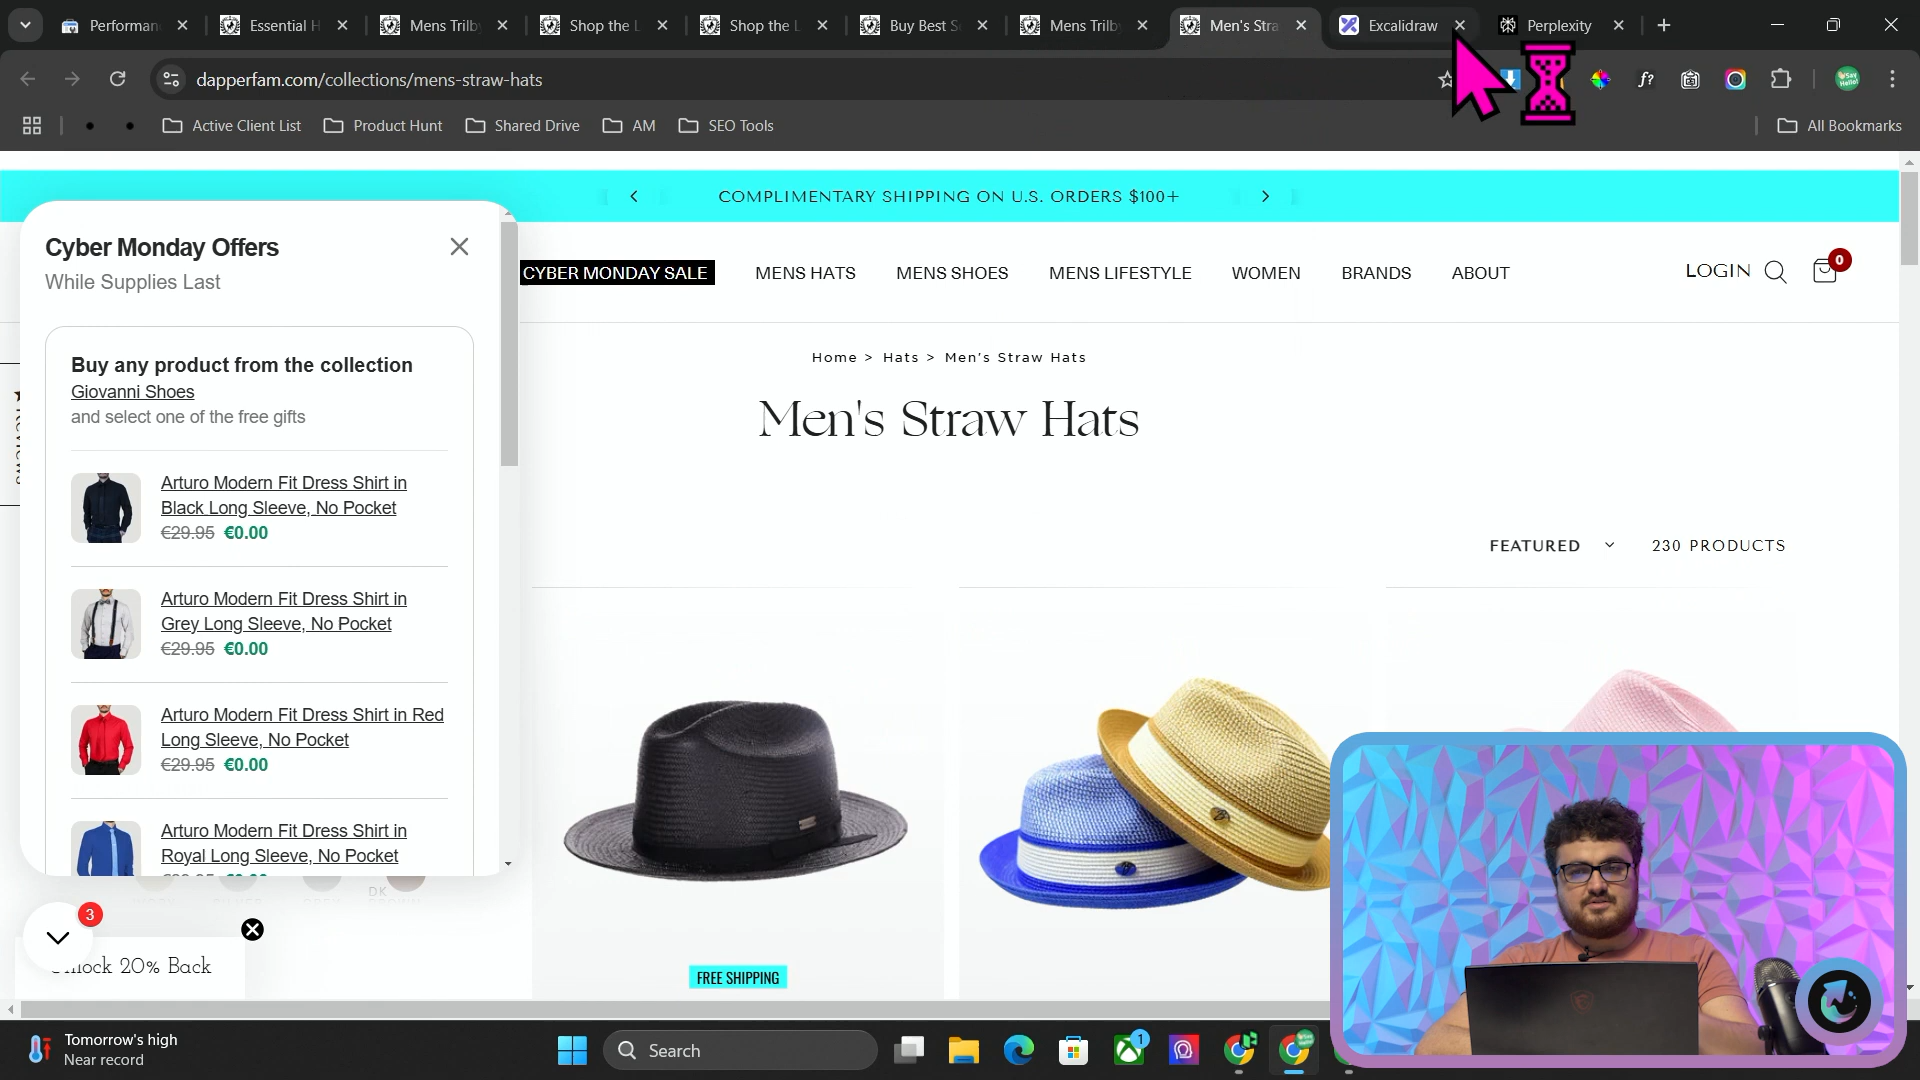 Performan
Essential H
Mens Trilb
Shop the L
Shop the L
Buy Best S
Mens Trilb
Men's Stra
Excalidraw
Perplexity
dapperfam.com/collections/mens-straw-hats
f?
Active Client List
Product Hunt
Shared Drive
AM
SEO Tools
All Bookmarks
COMPLIMENTARY SHIPPING ON U.S. ORDERS $100+
CYBER MONDAY SALE
MENS HATS
MENS SHOES
MENS LIFESTYLE
WOMEN
BRANDS
ABOUT
LOGIN
0
Home > Hats > Men's Straw Hats
Men's Straw Hats
FEATURED
230 PRODUCTS
Cyber Monday Offers
While Supplies Last
Buy any product from the collection
Giovanni Shoes
and select one of the free gifts
Arturo Modern Fit Dress Shirt in
Black Long Sleeve, No Pocket
€29.95 €0.00
Arturo Modern Fit Dress Shirt in
Grey Long Sleeve, No Pocket
€29.95 €0.00
Arturo Modern Fit Dress Shirt in Red
Long Sleeve, No Pocket
€29.95 €0.00
Arturo Modern Fit Dress Shirt in
Royal Long Sleeve, No Pocket
DK
3
20% Back
FREE SHIPPING
Tomorrow's high
Near record
Search
1